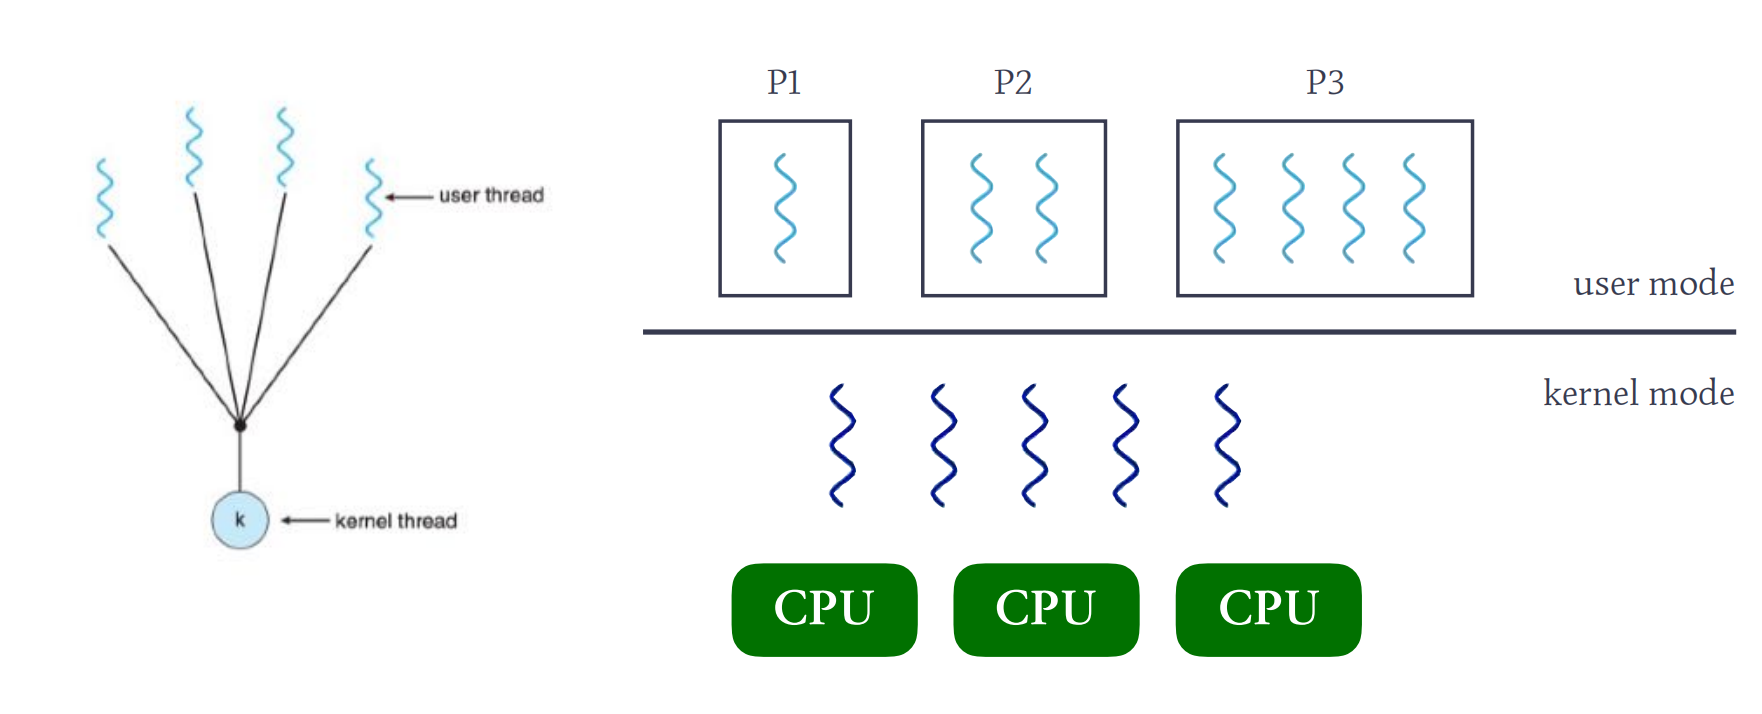 user thread
k
kernel thread
P1
P2
P3
user mode
kernel mode
CPU
CPU
CPU